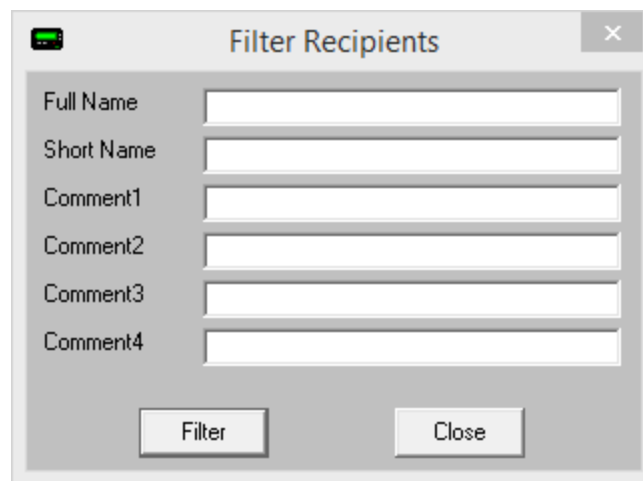 Filter Recipients
Full Name
Short Name
Comment1
Comment2
Comment3
Comment4
Filter Close